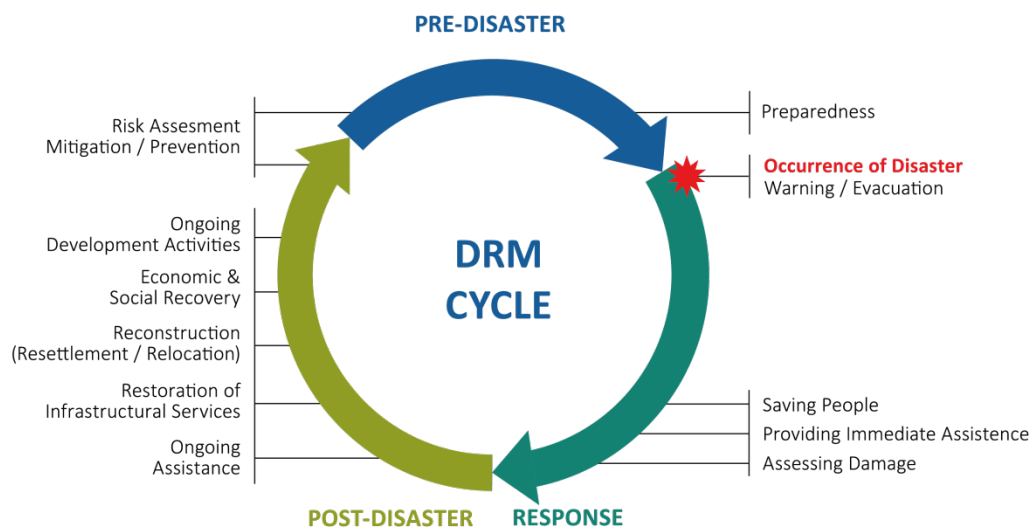 PRE-DISASTER
Risk Assesment
Mitigation / Prevention
Preparedness
Occurrence of Disaster
Warning / Evacuation
Ongoing
Development Activities
Economic &
Social Recovery
Reconstruction
(Resettlement / Relocation)
Restoration of
Infrastructural Services
Ongoing
Assistance
DRM
CYCLE
Saving People
Providing Immediate Assistence
Assessing Damage
POST-DISASTER
RESPONSE